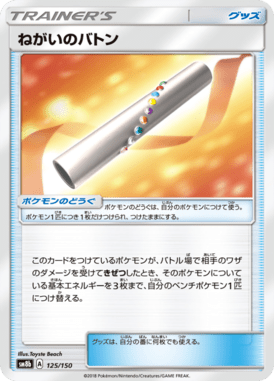 TRAINER'S
グッズ
ねがいのバトン
ポケモンのどうぐ
ポケモンのどうぐは、自分のポケモンにつけて使う。
ポケモン1匹につき1枚だけつけられ、つけたままにする。
このカードをつけているポケモンが、バトル場で相手のワザ
のダメージを受けてきぜつしたとき、そのポケモンについて
いる基本エネルギーを3枚まで、自分のベンチポケモン1匹
につけ替える。
グッズは、自分の番に何枚でも使える。
Illus. Toyste Beach
SM8b A 125/150
©2018 Pokémon/Nintendo/Creatures/GAME FREAK.